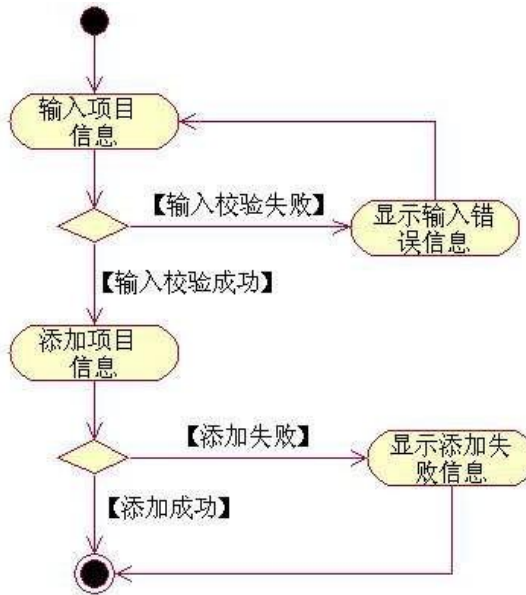 输入项目
信息
【输入校验失败】
显示输入错
误信息
【输入校验成功】
添加项目
信息
【添加失败】
显示添加失
败信息
【添加成功】